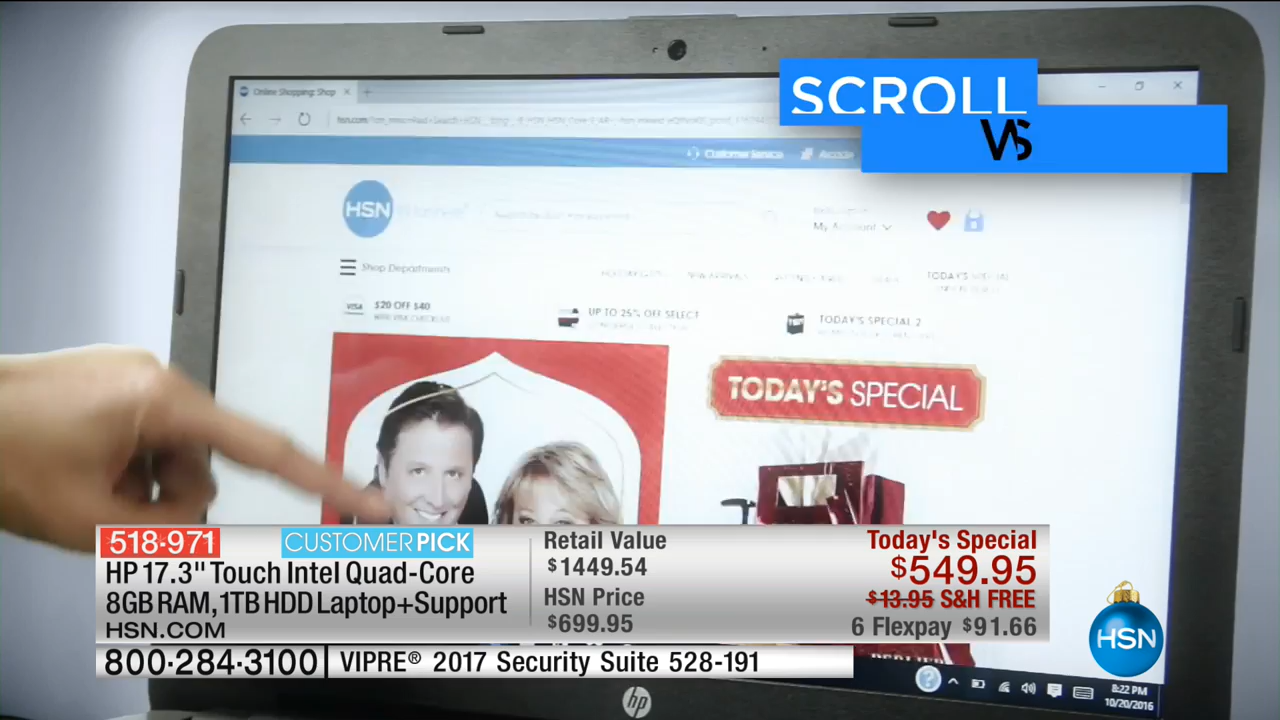 SCROLL
VS
Online Shopping: Shop
Customer Service
HSN
My Account
Shop Departments
TODAY'S SPECIAL
VISA
$20 OFF $40
UP TO 25% OFF SELECT
HSN
TODAY'S SPECIAL 2
TODAY'S SPECIAL
518-971
CUSTOMER PICK
HP 17.3" Touch Intel Quad-Core
8GB RAM, 1TB HDD Laptop+Support
HSN.COM
Retail Value
$1449.54
HSN Price
$699.95
Today's Special
$549.95
$13.95 S&H FREE
6 Flexpay $91.66
HSN
800-284-3100
VIPRE® 2017 Security Suite 528-191
8:22 PM
10/20/2016
hp